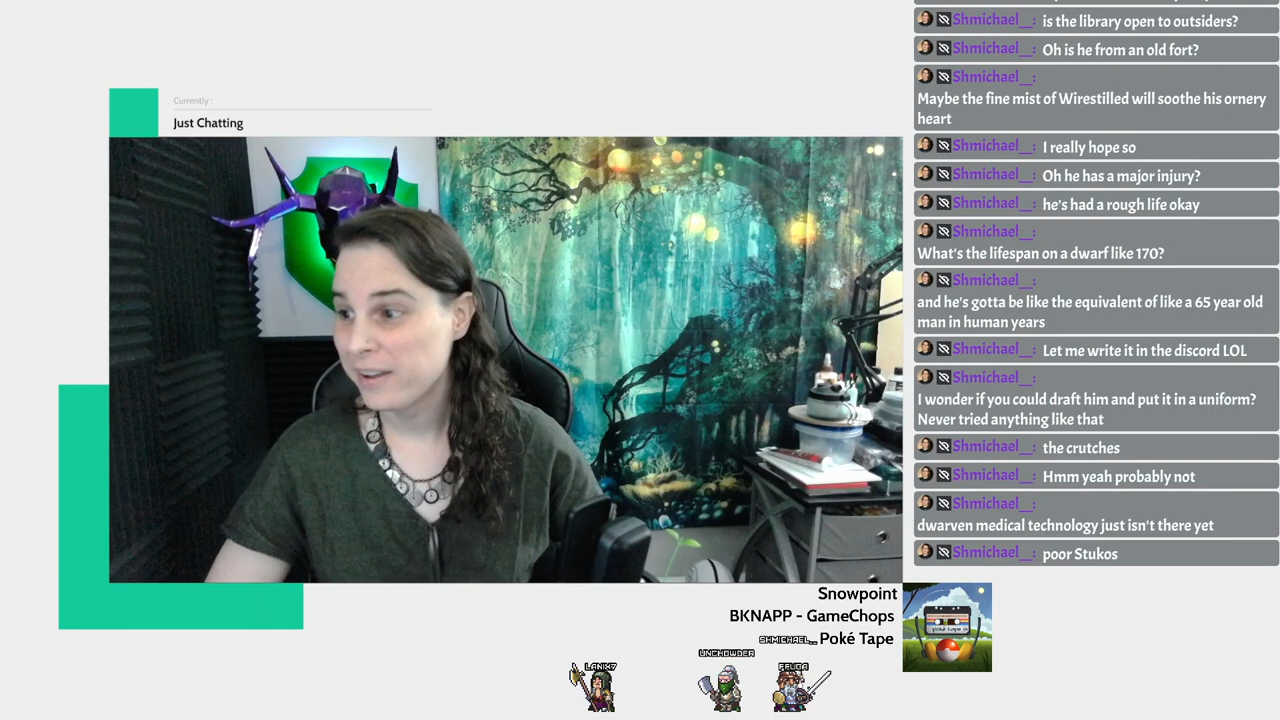 Currently :
Just Chatting
Shmichael__: is the library open to outsiders?
Shmichael__: Oh is he from an old fort?
Shmichael__:
Maybe the fine mist of Wirestilled will soothe his ornery
heart
Shmichael__: I really hope so
Shmichael__: Oh he has a major injury?
Shmichael__: he's had a rough life okay
Shmichael__:
What's the lifespan on a dwarf like 170?
Shmichael__:
and he's gotta be like the equivalent of like a 65 year old
man in human years
Shmichael__: Let me write it in the discord LOL
Shmichael__:
I wonder if you could draft him and put it in a uniform?
Never tried anything like that
Shmichael__: the crutches
Shmichael__: Hmm yeah probably not
Shmichael__:
dwarven medical technology just isn't there yet
Shmichael__: poor Stukos
Snowpoint
BKNAPP - GameChops
Poké Tape
SHMICHAEL__
poké tape
LANIX7
UNCHOWDER
FFUGA